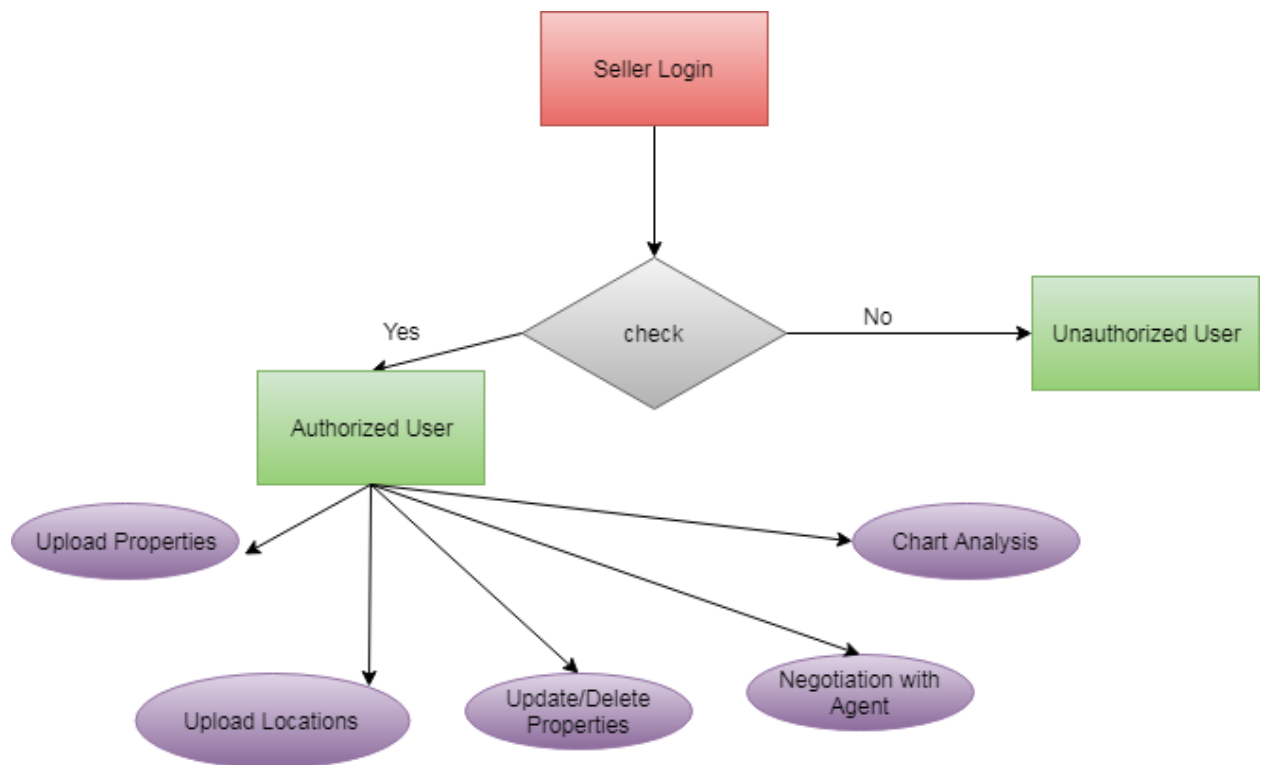 Seller Login
Yes
check
No
Unauthorized User
Authorized User
Upload Properties
Chart Analysis
Upload Locations
Update/Delete
Properties
Negotiation with
Agent